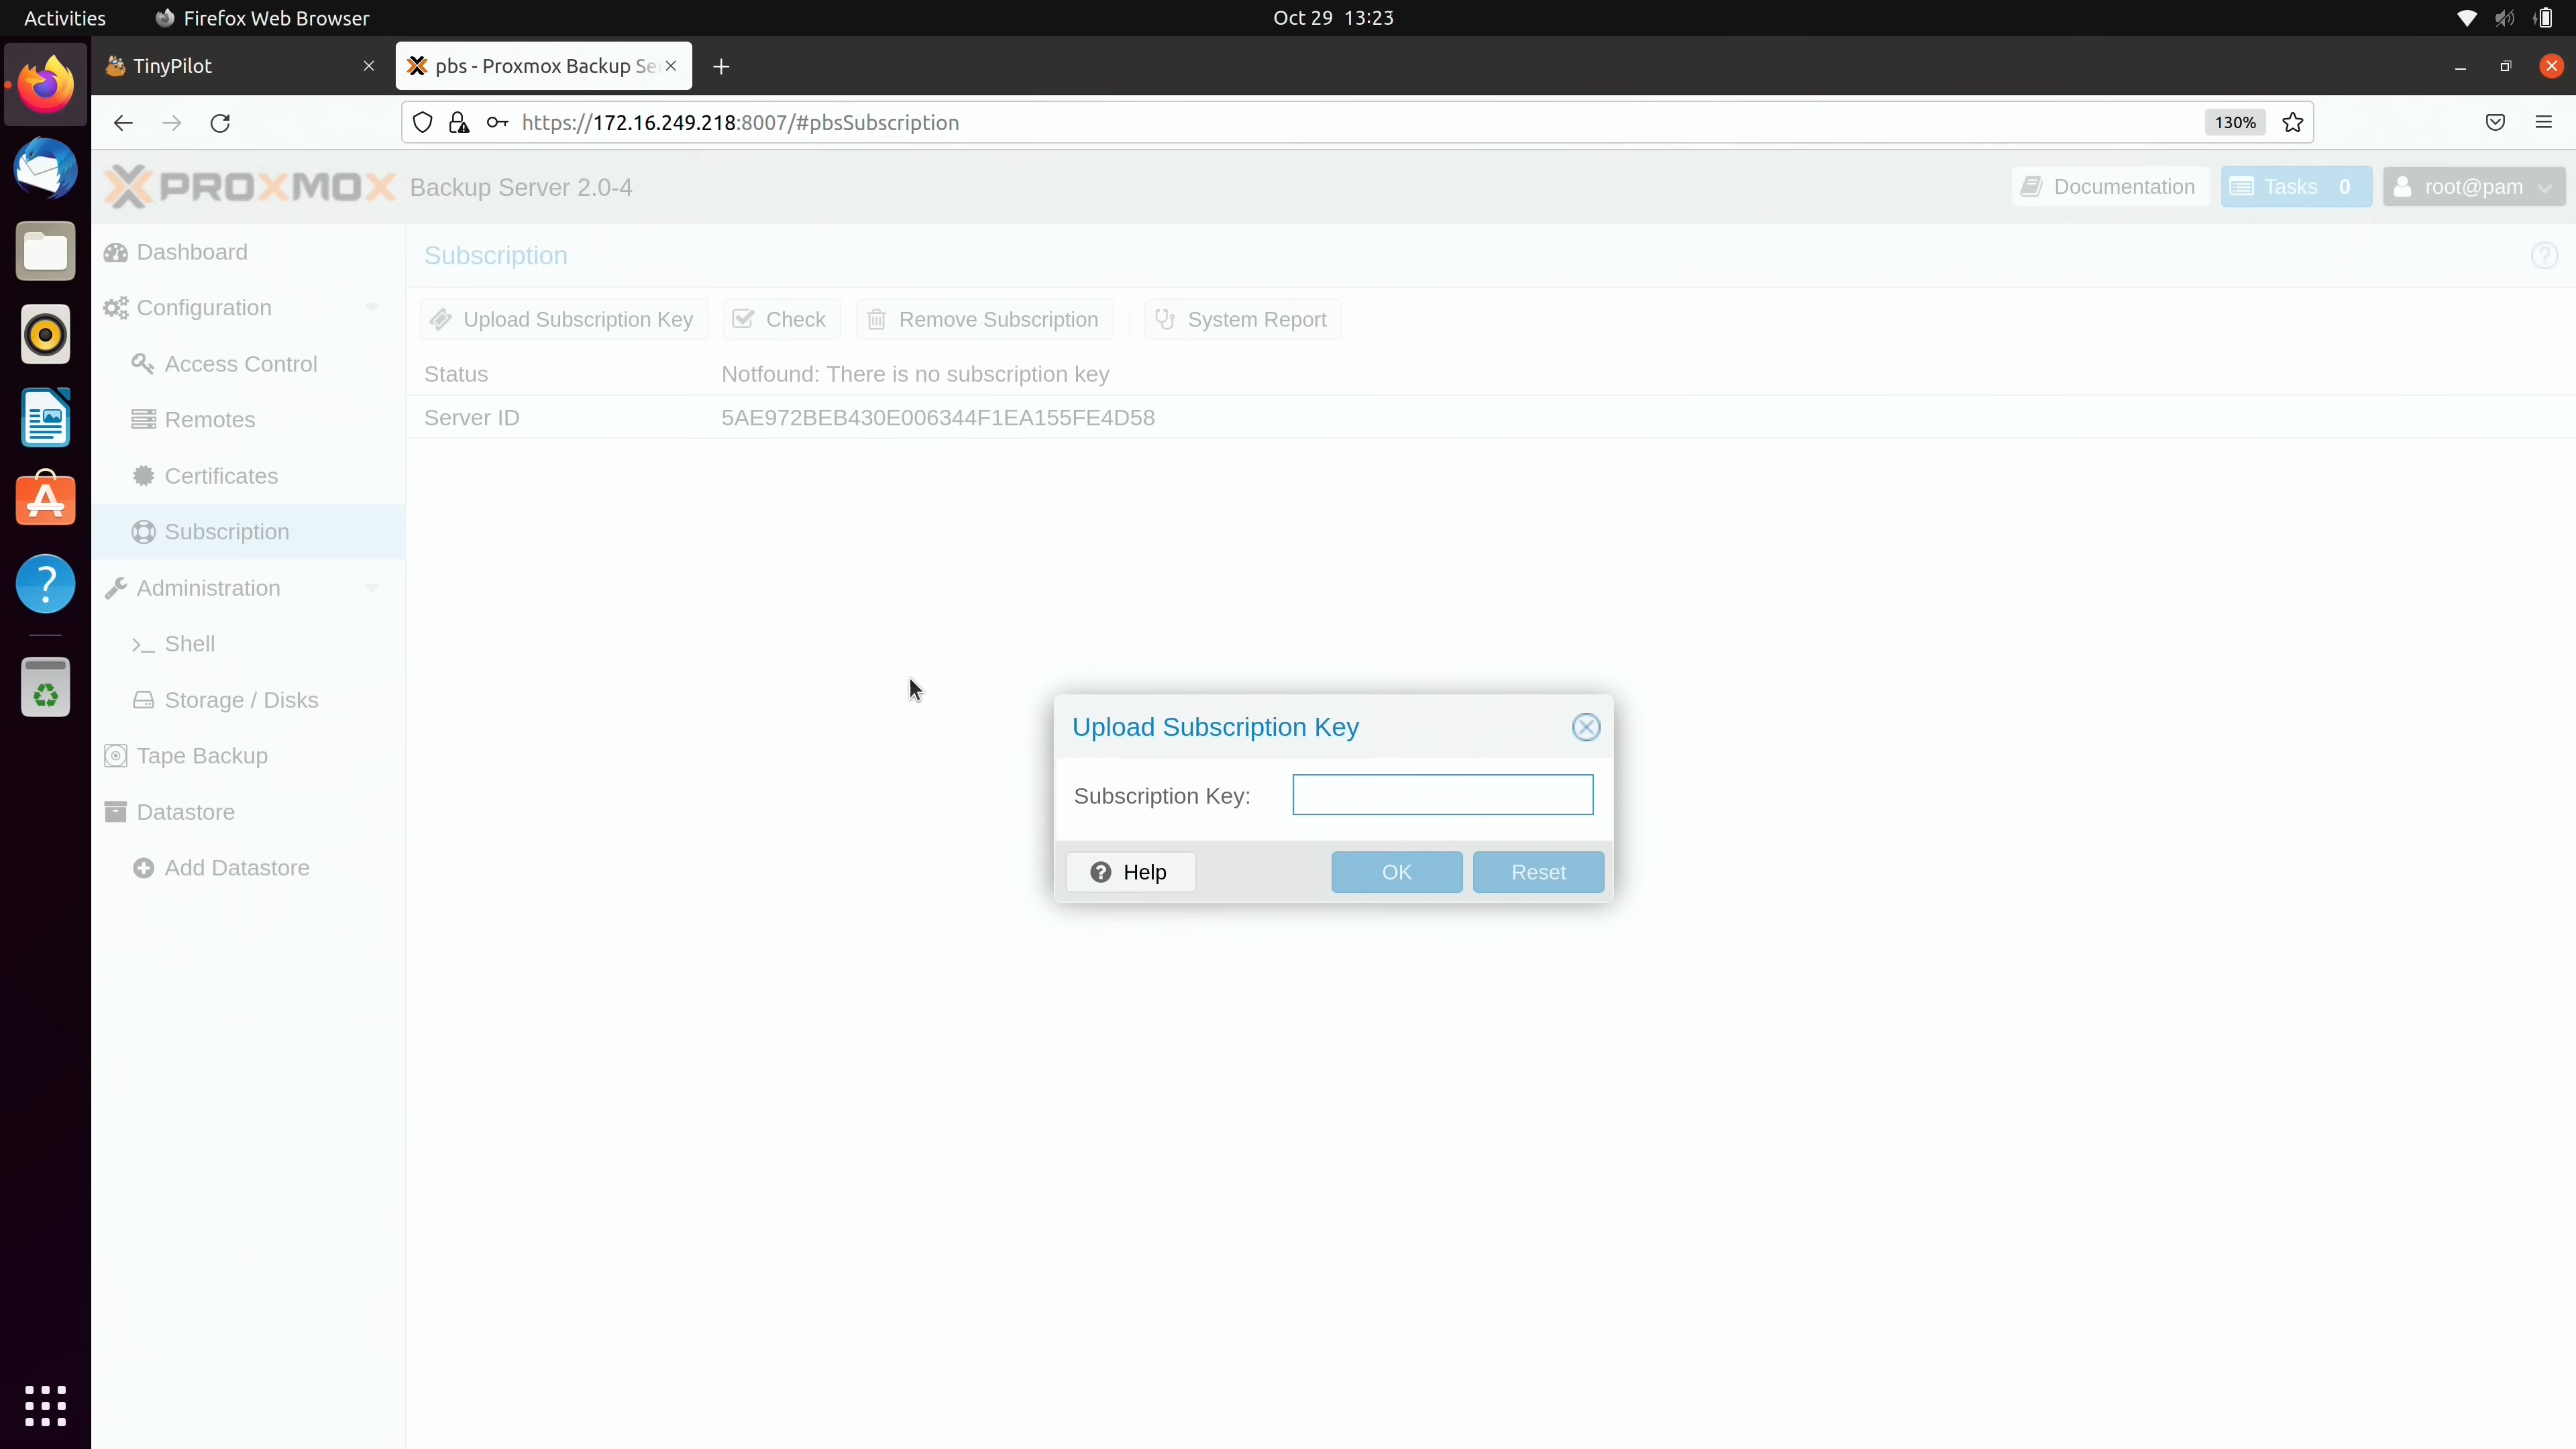 Activities Firefox Web Browser Oct 29 13:23
TinyPilot pbs - Proxmox Backup Se
https://172.16.249.218:8007/#pbsSubscription 130%
PROXMOX Backup Server 2.0-4 Documentation Tasks 0 root@pam
Dashboard
Configuration
Access Control
Remotes
Certificates
Subscription
Administration
Shell
Storage / Disks
Tape Backup
Datastore
Add Datastore
Subscription
Upload Subscription Key Check Remove Subscription System Report
Status Notfound: There is no subscription key
Server ID 5AE972BEB430E006344F1EA155FE4D58
Upload Subscription Key
Subscription Key:
Help OK Reset